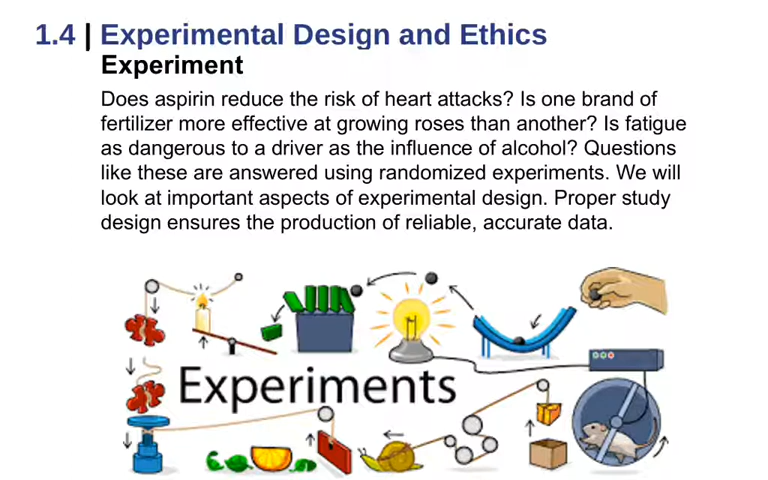 1.4 | Experimental Design and Ethics
Experiment
Does aspirin reduce the risk of heart attacks? Is one brand of
fertilizer more effective at growing roses than another? Is fatigue
as dangerous to a driver as the influence of alcohol? Questions
like these are answered using randomized experiments. We will
look at important aspects of experimental design. Proper study
design ensures the production of reliable, accurate data.
Experiments